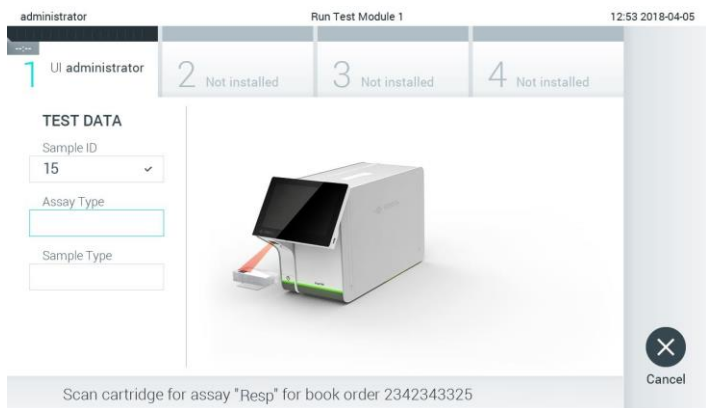 administrator Run Test Module 1 12:53 2018-04-05
--:--
1 UI administrator 2 Not installed 3 Not installed 4 Not installed
TEST DATA
Sample ID
15
Assay Type
Sample Type
Cancel
Scan cartridge for assay "Resp" for book order 2342343325